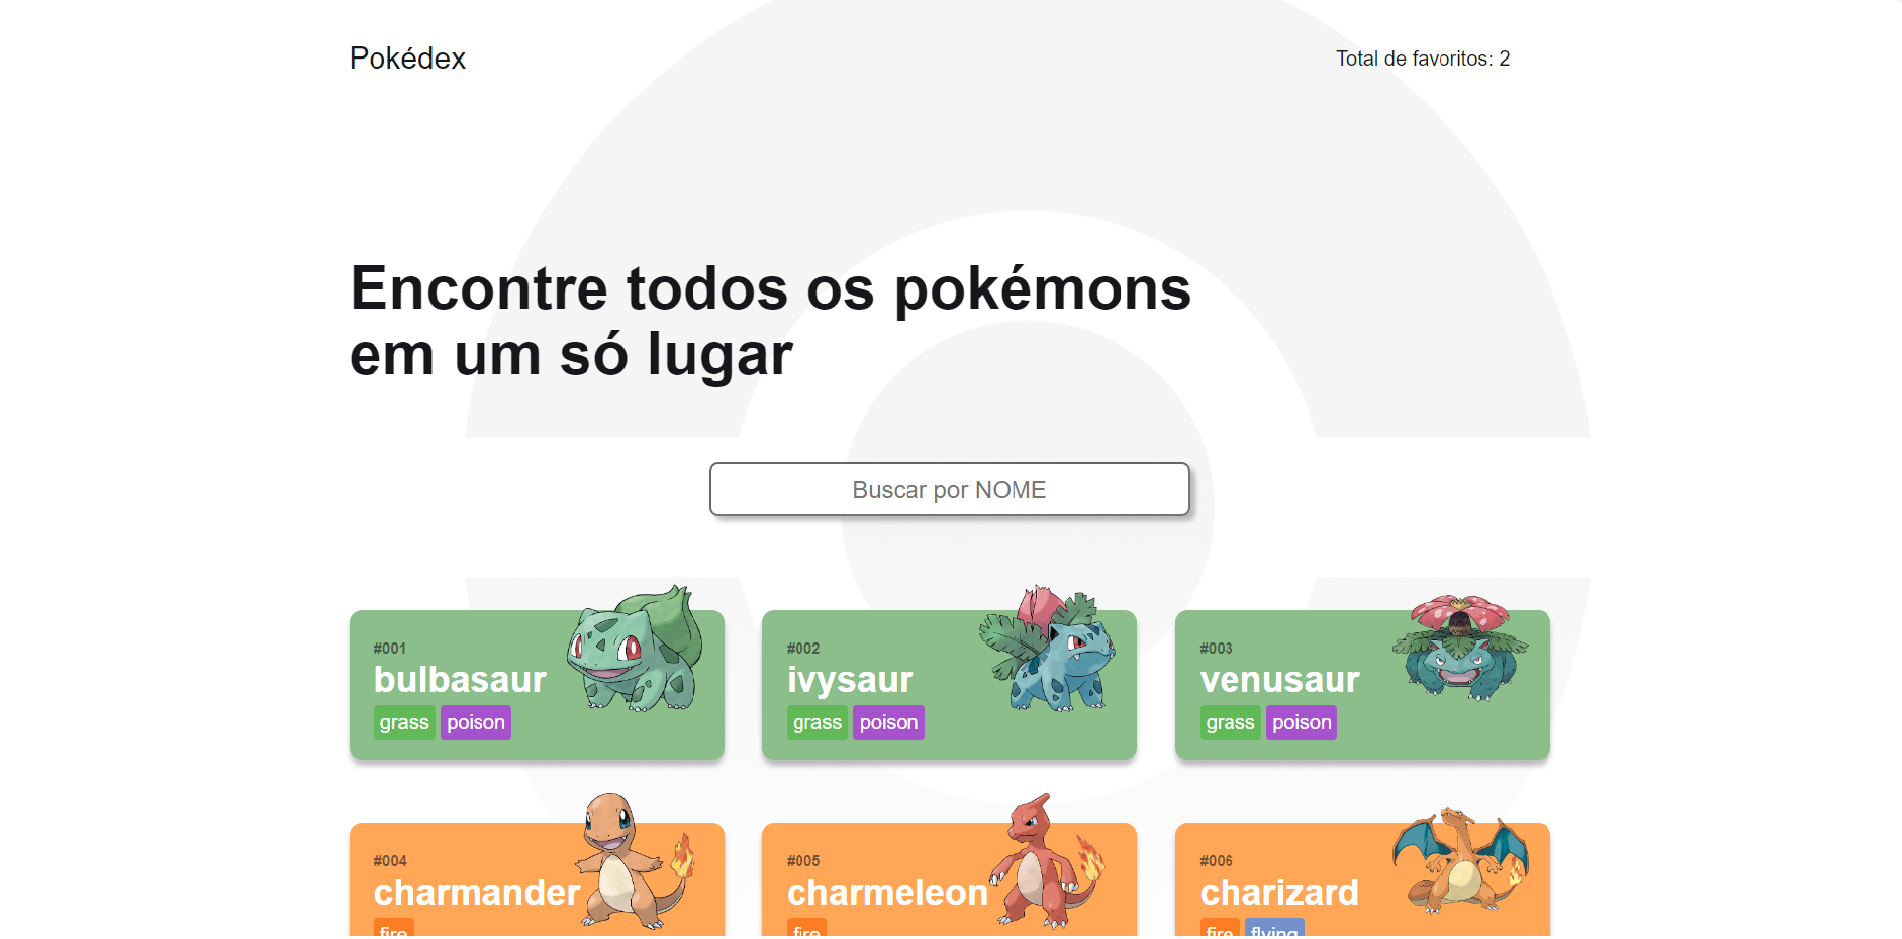 Pokédex
Total de favoritos: 2
Encontre todos os pokémons
em um só lugar
Buscar por NOME
#001
bulbasaur
grass poison
#002
ivysaur
grass poison
#003
venusaur
grass poison
#004
charmander
fire
#005
charmeleon
fire
#006
charizard
fire flying